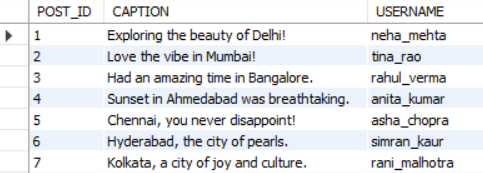 POST_ID CAPTION USERNAME
1 Exploring the beauty of Delhi! neha_mehta
2 Love the vibe in Mumbai! tina_rao
3 Had an amazing time in Bangalore. rahul_verma
4 Sunset in Ahmedabad was breathtaking. anita_kumar
5 Chennai, you never disappoint! asha_chopra
6 Hyderabad, the city of pearls. simran_kaur
7 Kolkata, a city of joy and culture. rani_malhotra